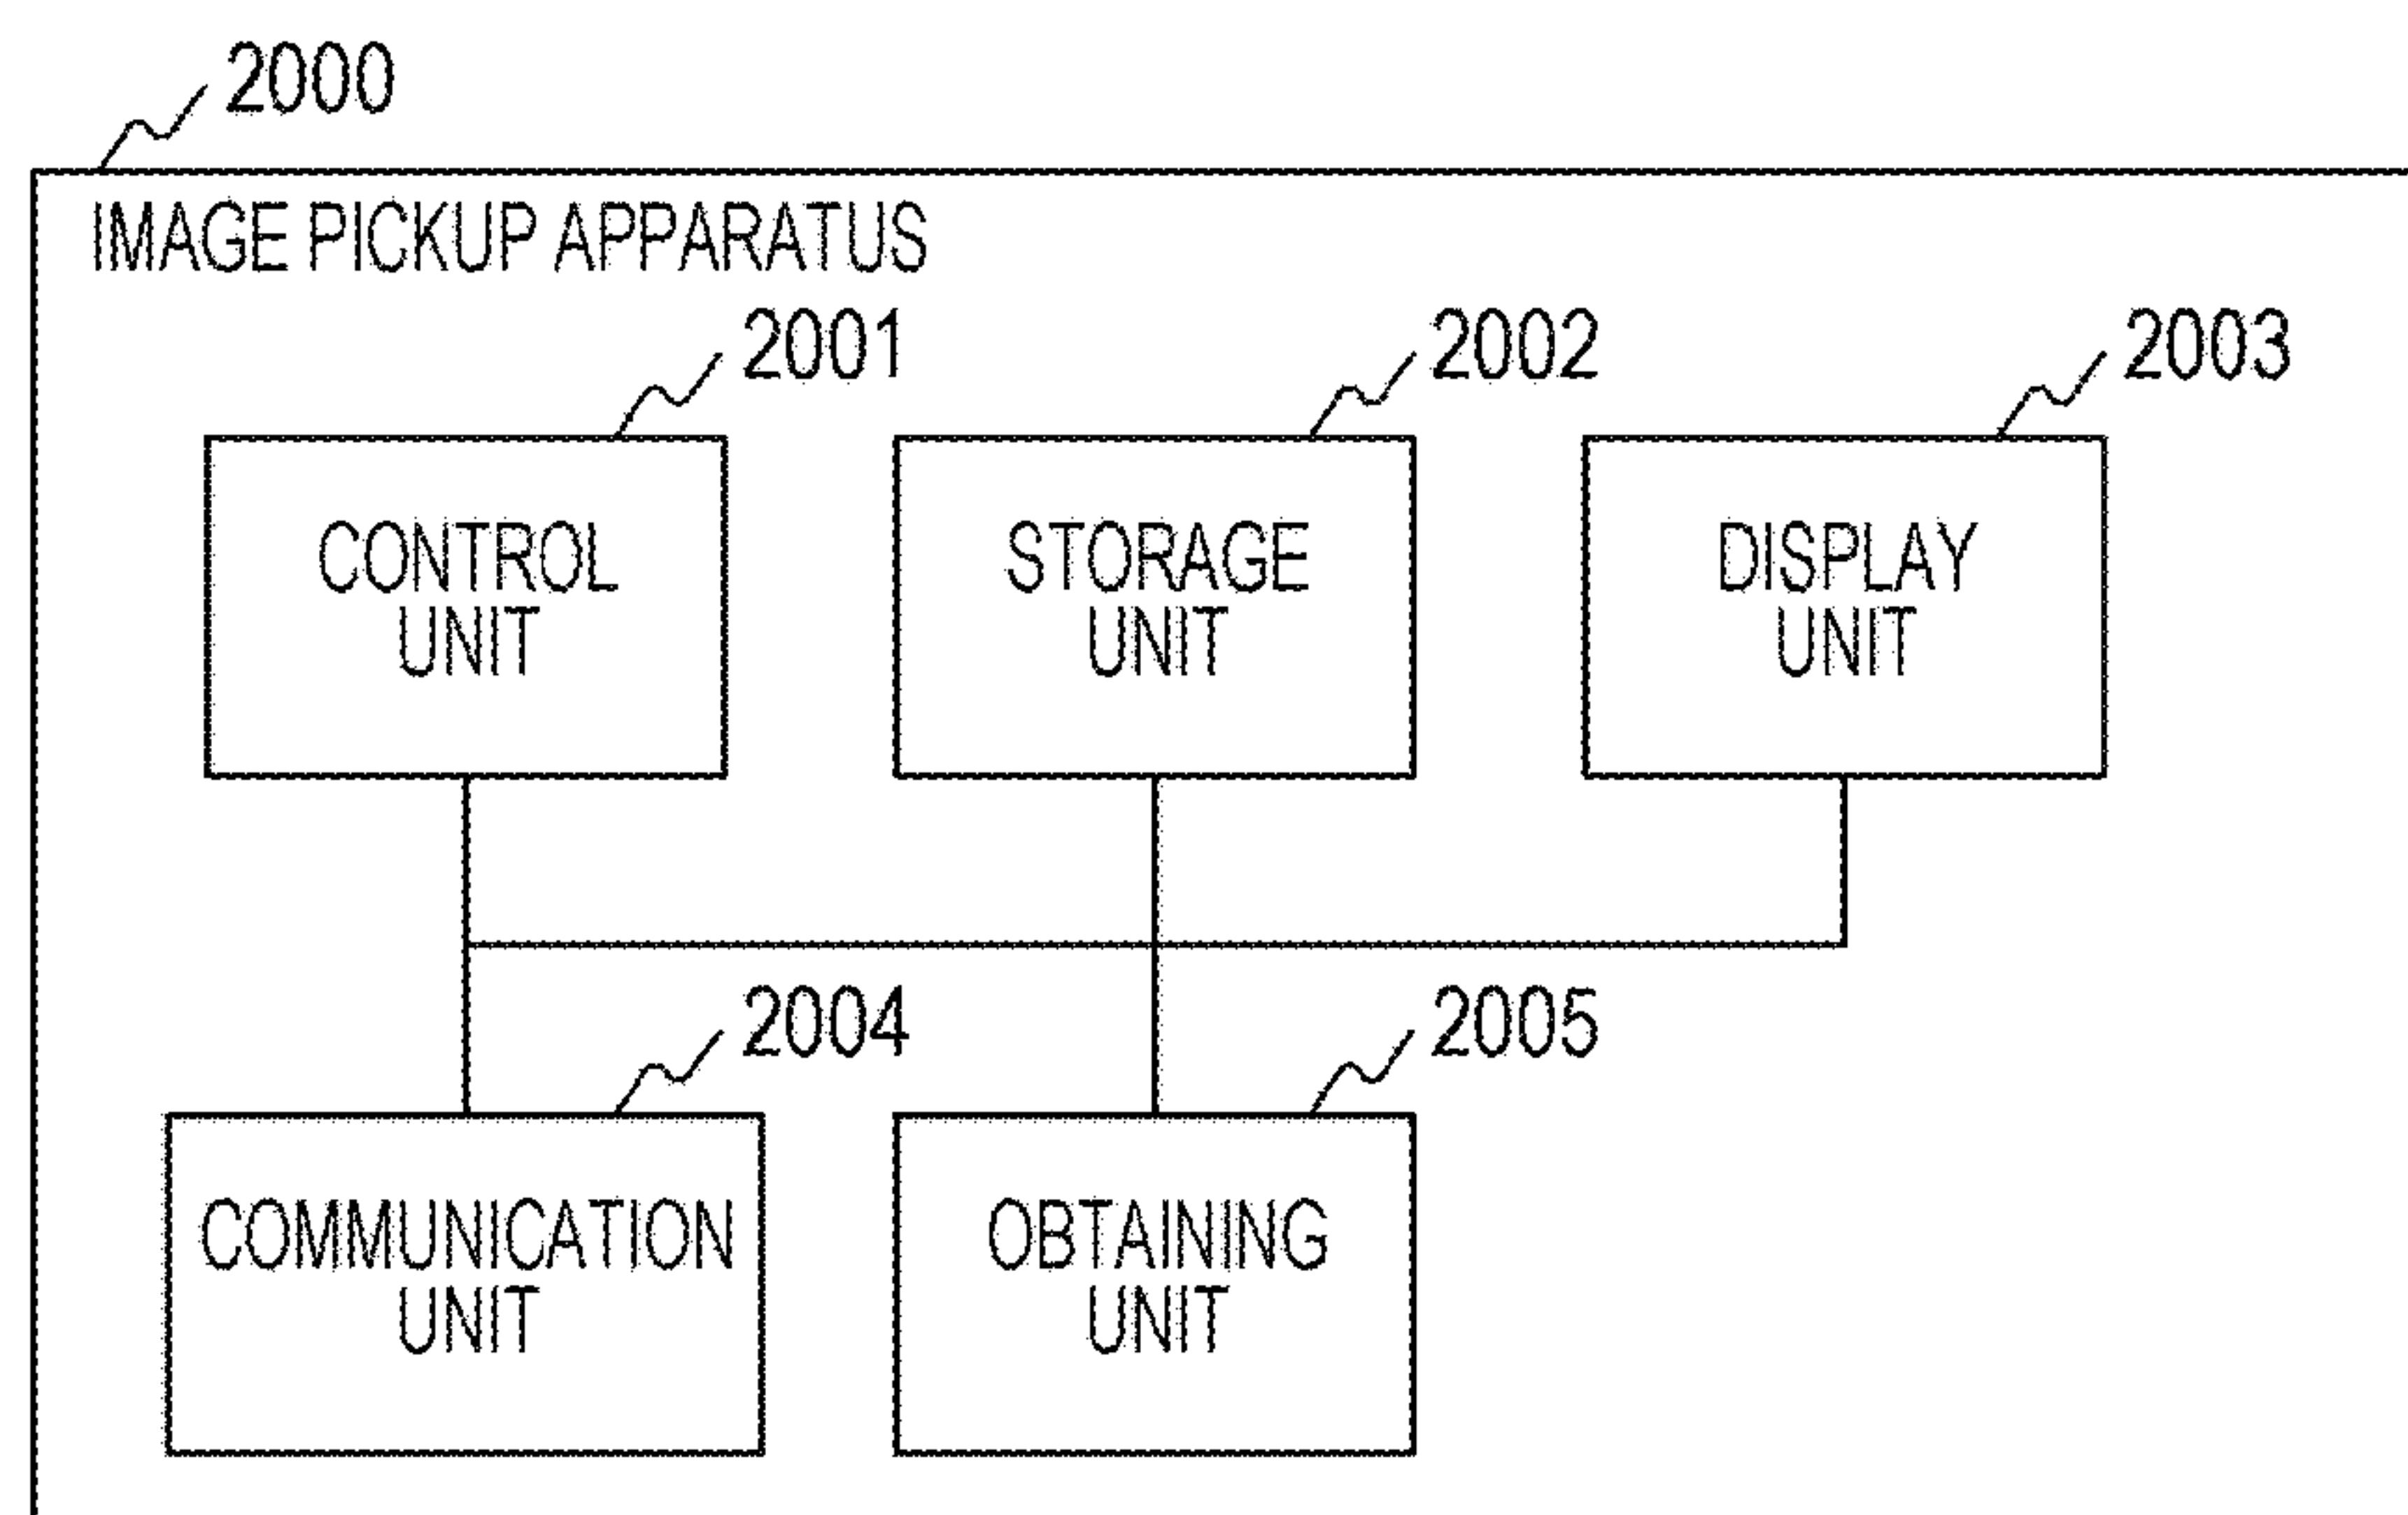 2000
IMAGE PICKUP APPARATUS
2001
2002
2003
CONTROL
UNIT
STORAGE
UNIT
DISPLAY
UNIT
2004
2005
COMMUNICATION
UNIT
OBTAINING
UNIT